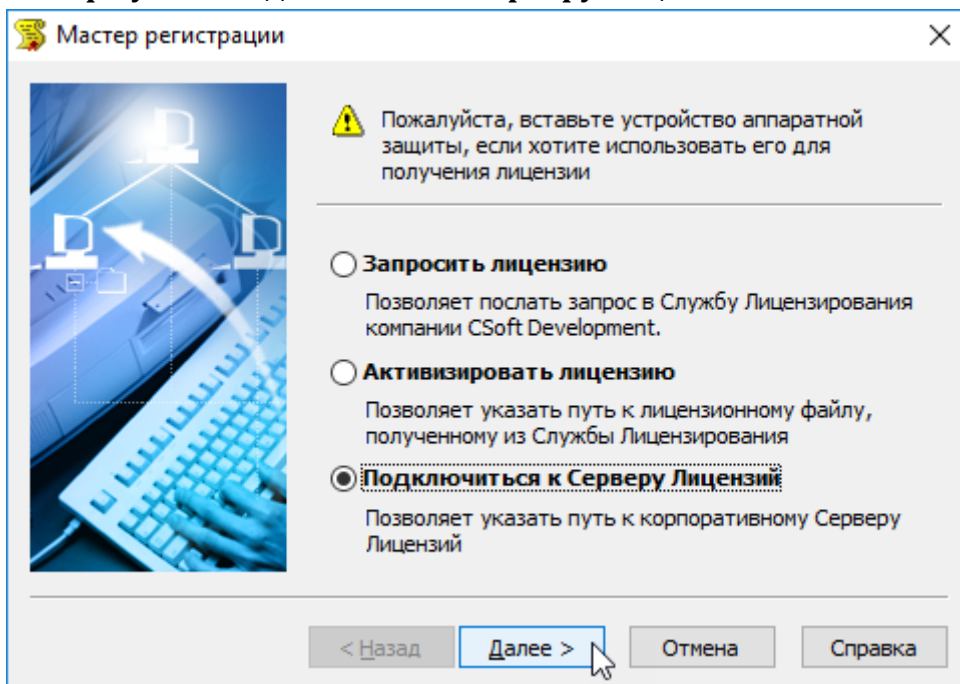 Мастер регистрации
Пожалуйста, вставьте устройство аппаратной
защиты, если хотите использовать его для
получения лицензии
Запросить лицензию
Позволяет послать запрос в Службу Лицензирования
компании CSoft Development.
Активизировать лицензию
Позволяет указать путь к лицензионному файлу,
полученному из Службы Лицензирования
Подключиться к Серверу Лицензий
Позволяет указать путь к корпоративному Серверу
Лицензий
< Назад
Далее >
Отмена
Справка